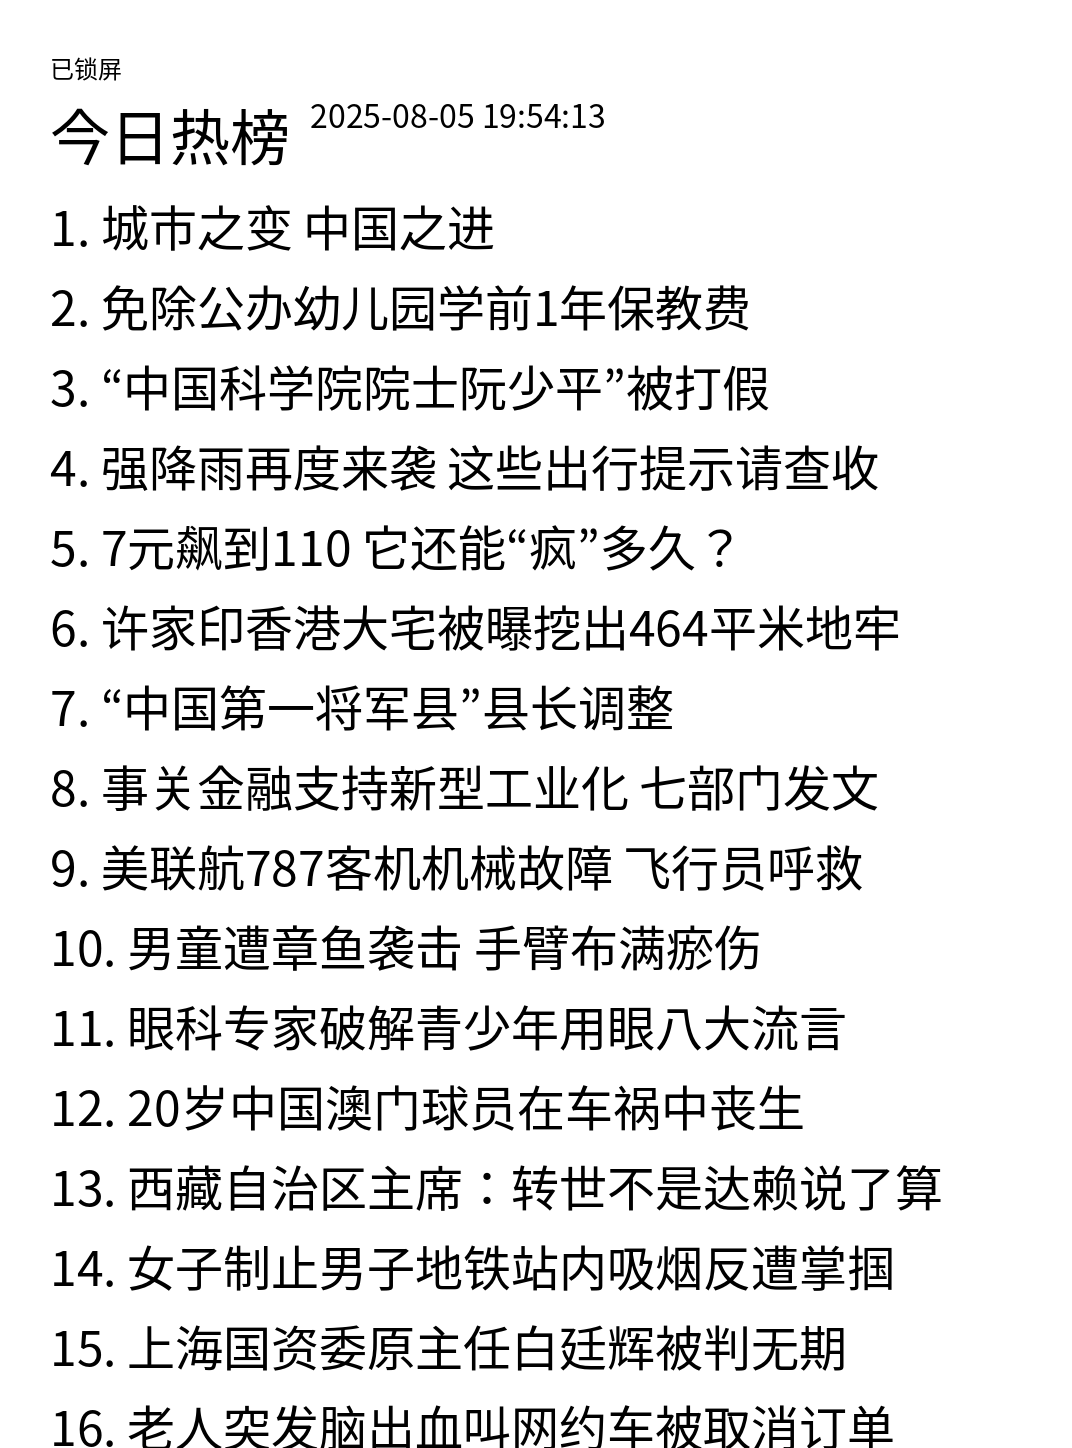 已锁屏
今日热榜 2025-08-05 19:54:13
1. 城市之变 中国之进
2. 免除公办幼儿园学前1年保教费
3. “中国科学院院士阮少平”被打假
4. 强降雨再度来袭 这些出行提示请查收
5. 7元飙到110 它还能“疯”多久？
6. 许家印香港大宅被曝挖出464平米地牢
7. “中国第一将军县”县长调整
8. 事关金融支持新型工业化 七部门发文
9. 美联航787客机机械故障 飞行员呼救
10. 男童遭章鱼袭击 手臂布满瘀伤
11. 眼科专家破解青少年用眼八大流言
12. 20岁中国澳门球员在车祸中丧生
13. 西藏自治区主席：转世不是达赖说了算
14. 女子制止男子地铁站内吸烟反遭掌掴
15. 上海国资委原主任白廷辉被判无期
16. 老人突发脑出血叫网约车被取消订单